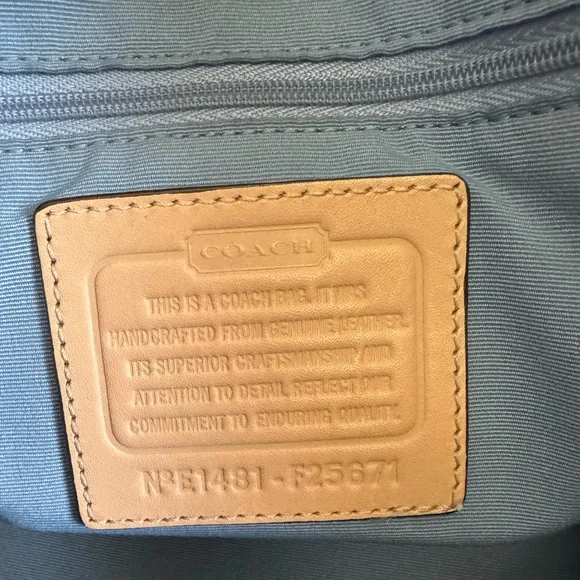 COACH
THIS IS A COACH BAG. IT WAS
HANDCRAFTED FROM GENUINE LEATHER.
ITS SUPERIOR CRAFTSMANSHIP AND
ATTENTION TO DETAIL REFLECT OUR
COMMITMENT TO ENDURING QUALITY.
Nº E1481 - F25671